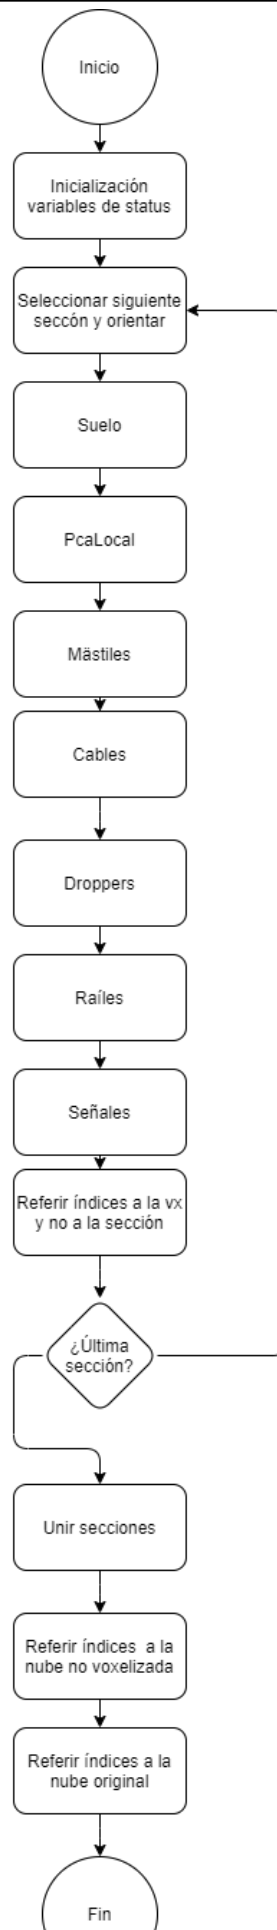 Inicio
Inicialización
variables de status
Seleccionar siguiente
seccón y orientar
Suelo
PcaLocal
Mästiles
Cables
Droppers
Raíles
Señales
Referir índices a la vx
y no a la sección
¿Última
sección?
Unir secciones
Referir índices a la
nube no voxelizada
Referir índices a la
nube original
Fin